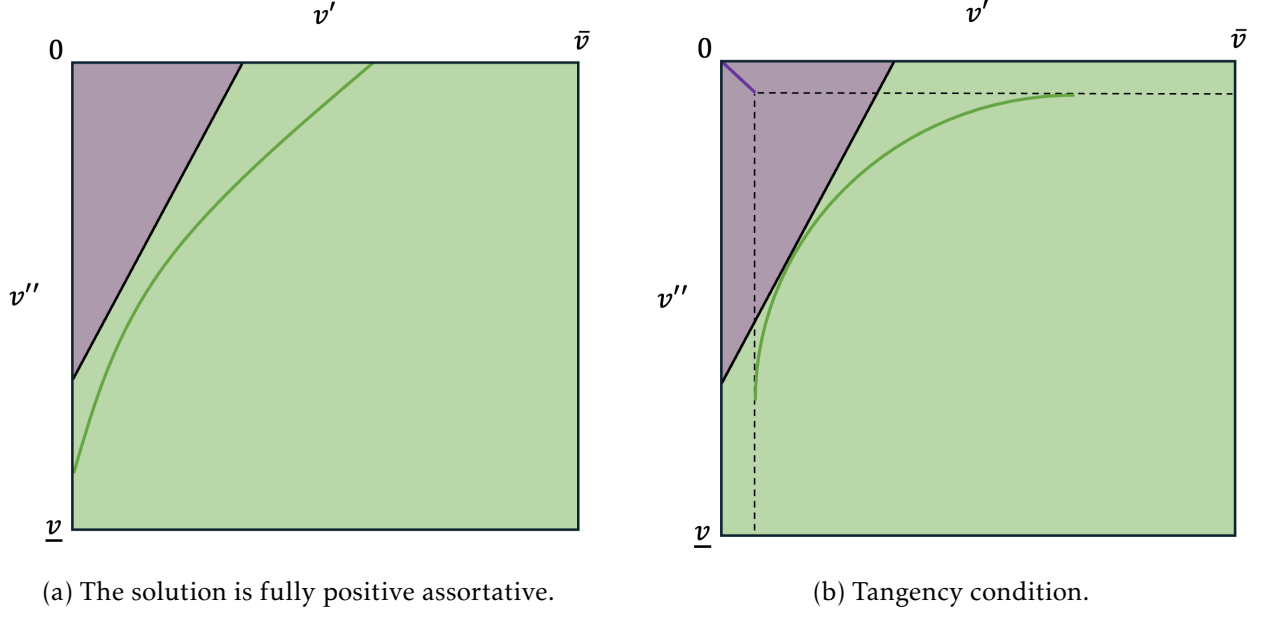 v′
0
v̄
v′′
v̲
(a) The solution is fully positive assortative.
v′
0
v̄
v′′
v̲
(b) Tangency condition.